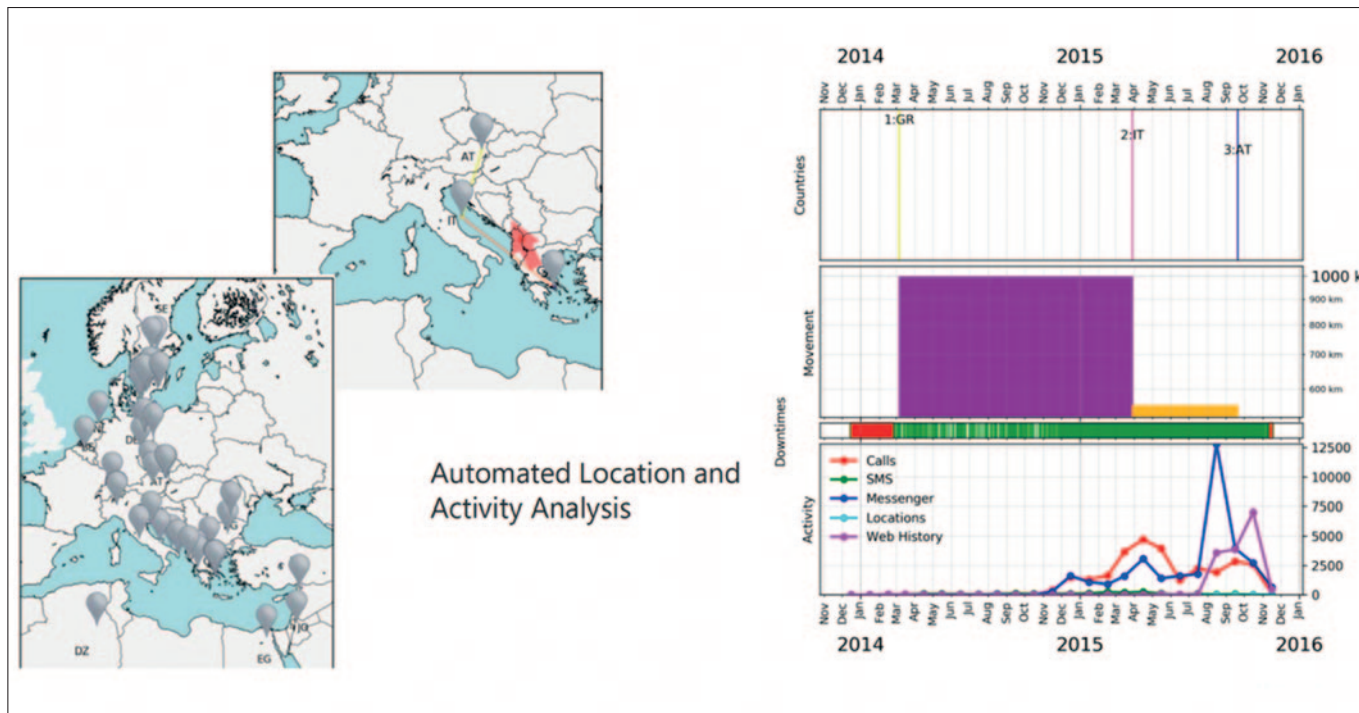 AT
IT
G
SE
DE
AT
DZ
EG
JO
Automated Location and
Activity Analysis
2014 2015 2016
Nov Dec Jan Feb Mar Apr May Jun Jul Aug Sep Oct Nov Dec Jan Feb Mar Apr May Jun Jul Aug Sep Oct Nov Dec Jan
Countries
1:GR
2:IT
3:AT
Movement
1000 k
900 km
800 km
700 km
600 km
Downtimes
Activity
Calls
SMS
Messenger
Locations
Web History
12500
10000
7500
5000
2500
0
Nov Dec Jan Feb Mar Apr May Jun Jul Aug Sep Oct Nov Dec Jan Feb Mar Apr May Jun Jul Aug Sep Oct Nov Dec Jan
2014 2015 2016